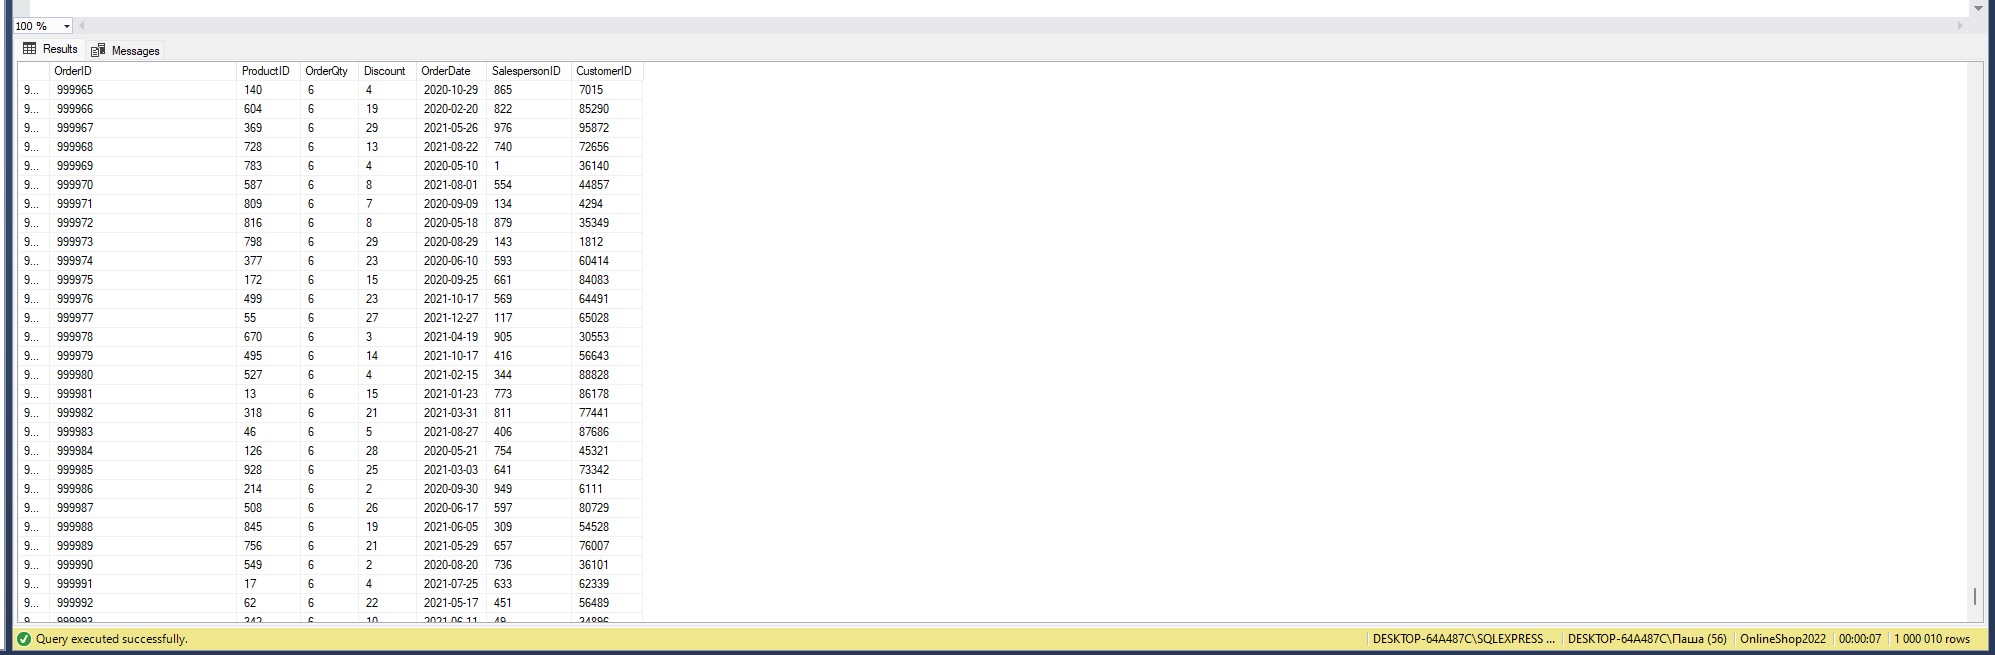 100 %
Results Messages
OrderID ProductID OrderQty Discount OrderDate SalespersonID CustomerID
9... 999965 140 6 4 2020-10-29 865 7015
9... 999966 604 6 19 2020-02-20 822 85290
9... 999967 369 6 29 2021-05-26 976 95872
9... 999968 728 6 13 2021-08-22 740 72656
9... 999969 783 6 4 2020-05-10 1 36140
9... 999970 587 6 8 2021-08-01 554 44857
9... 999971 809 6 7 2020-09-09 134 4294
9... 999972 816 6 8 2020-05-18 879 35349
9... 999973 798 6 29 2020-08-29 143 1812
9... 999974 377 6 23 2020-06-10 593 60414
9... 999975 172 6 15 2020-09-25 661 84083
9... 999976 499 6 23 2021-10-17 569 64491
9... 999977 55 6 27 2021-12-27 117 65028
9... 999978 670 6 3 2021-04-19 905 30553
9... 999979 495 6 14 2021-10-17 416 56643
9... 999980 527 6 4 2021-02-15 344 88828
9... 999981 13 6 15 2021-01-23 773 86178
9... 999982 318 6 21 2021-03-31 811 77441
9... 999983 46 6 5 2021-08-27 406 87686
9... 999984 126 6 28 2020-05-21 754 45321
9... 999985 928 6 25 2021-03-03 641 73342
9... 999986 214 6 2 2020-09-30 949 6111
9... 999987 508 6 26 2020-06-17 597 80729
9... 999988 845 6 19 2021-06-05 309 54528
9... 999989 756 6 21 2021-05-29 657 76007
9... 999990 549 6 2 2020-08-20 736 36101
9... 999991 17 6 4 2021-07-25 633 62339
9... 999992 62 6 22 2021-05-17 451 56489
Query executed successfully. DESKTOP-64A487C\SQLEXPRESS ... DESKTOP-64A487C\Паша (56) OnlineShop2022 00:00:07 1 000 010 rows